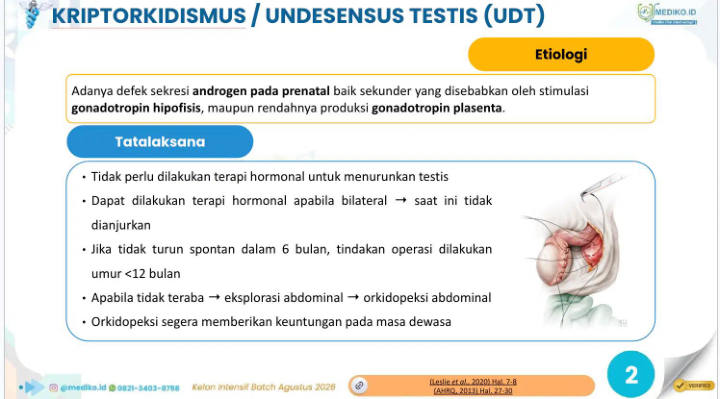 KRIPTORKIDISMUS / UNDESENSUS TESTIS (UDT)
MEDIKO.ID
Etiologi
Adanya defek sekresi androgen pada prenatal baik sekunder yang disebabkan oleh stimulasi
gonadotropin hipofisis, maupun rendahnya produksi gonadotropin plasenta.
Tatalaksana
• Tidak perlu dilakukan terapi hormonal untuk menurunkan testis
• Dapat dilakukan terapi hormonal apabila bilateral → saat ini tidak
dianjurkan
• Jika tidak turun spontan dalam 6 bulan, tindakan operasi dilakukan
umur <12 bulan
• Apabila tidak teraba → eksplorasi abdominal → orkidopeksi abdominal
• Orkidopeksi segera memberikan keuntungan pada masa dewasa
@mediko.id 0821-3403-8758 Kelan Intensif Batch Agustus 2026
(Leslie et al., 2020) Hal. 7-8
(AHRQ, 2013) Hal. 27-30
2
VERIFIED